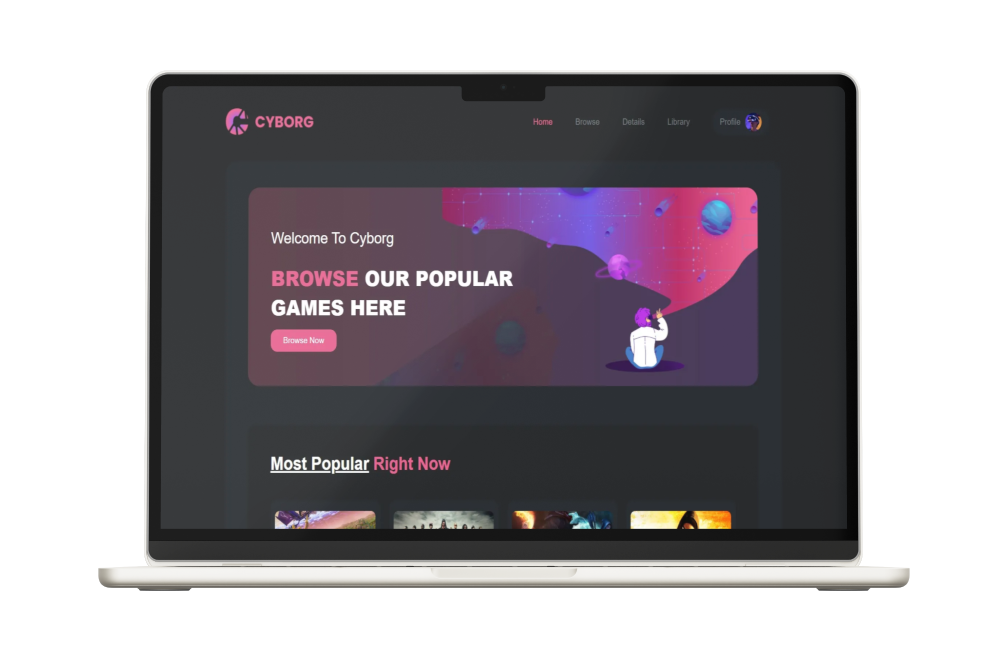 CYBORG
Home Browse Details Library Profile
Welcome To Cyborg
BROWSE OUR POPULAR
GAMES HERE
Browse Now
Most Popular Right Now